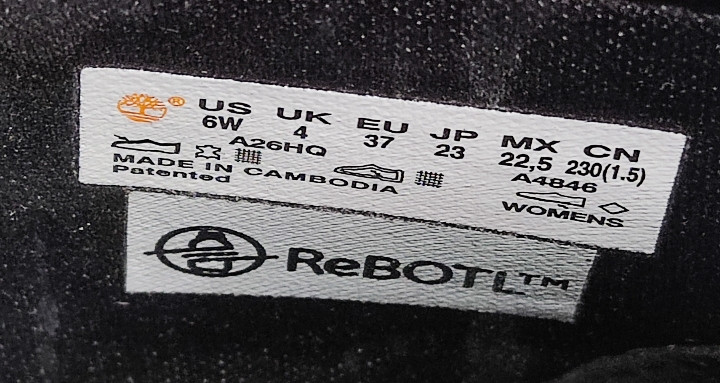 ® US UK EU JP MX CN
6W 4 37 23 22,5 230(1.5)
A26HQ A4846
MADE IN CAMBODIA WOMENS
Patented
ReBOTL™